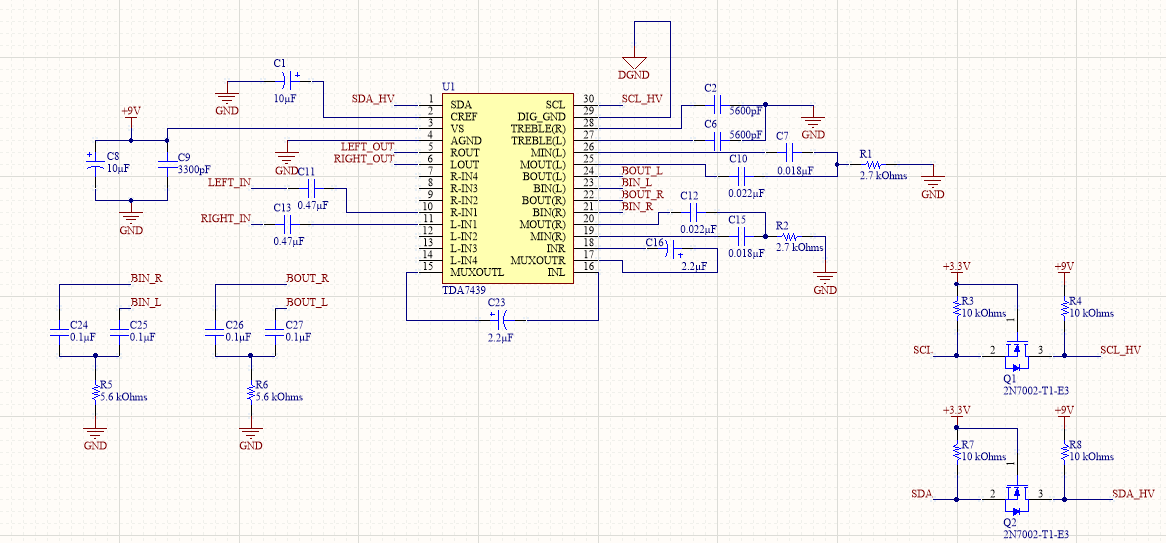 C1
+
10µF
GND
DGND
U1
TDA7439
SDA_HV
1 SDA
2 CREF
3 VS
4 AGND
5 ROUT
6 LOUT
7 R-IN4
8 R-IN3
9 R-IN2
10 R-IN1
11 L-IN1
12 L-IN2
13 L-IN3
14 L-IN4
15 MUXOUTL
SCL 30
DIG_GND 29
TREBLE(R) 28
TREBLE(L) 27
MIN(L) 26
MOUT(L) 25
BOUT(L) 24
BIN(L) 23
BOUT(R) 22
BIN(R) 21
MOUT(R) 20
MIN(R) 19
INR 18
MUXOUTR 17
INL 16
SCL_HV
BOUT_L
BIN_L
BOUT_R
BIN_R
+9V
+
C8
10µF
C9
3300pF
GND
GND
LEFT_OUT
RIGHT_OUT
LEFT_IN
C11
0.47µF
RIGHT_IN
C13
0.47µF
C2
5600pF
GND
C6
5600pF
C7
0.018µF
C10
0.022µF
R1
2.7 kOhms
GND
C12
0.022µF
C15
0.018µF
R2
2.7 kOhms
GND
C16
+
2.2µF
C23
+
2.2µF
BIN_R
BIN_L
C24
0.1µF
C25
0.1µF
R5
5.6 kOhms
GND
BOUT_R
BOUT_L
C26
0.1µF
C27
0.1µF
R6
5.6 kOhms
GND
+3.3V
+9V
R3
10 kOhms
R4
10 kOhms
1
SCL
2
3
SCL_HV
Q1
2N7002-T1-E3
+3.3V
+9V
R7
10 kOhms
R8
10 kOhms
1
SDA
2
3
SDA_HV
Q2
2N7002-T1-E3